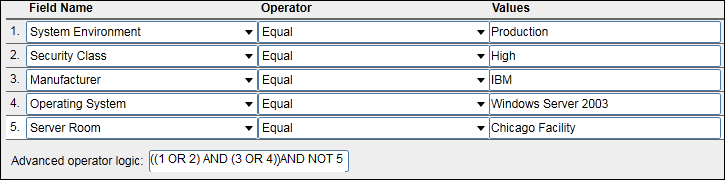 Field Name Operator Values
1. System Environment Equal Production
2. Security Class Equal High
3. Manufacturer Equal IBM
4. Operating System Equal Windows Server 2003
5. Server Room Equal Chicago Facility
Advanced operator logic: ((1 OR 2) AND (3 OR 4))AND NOT 5